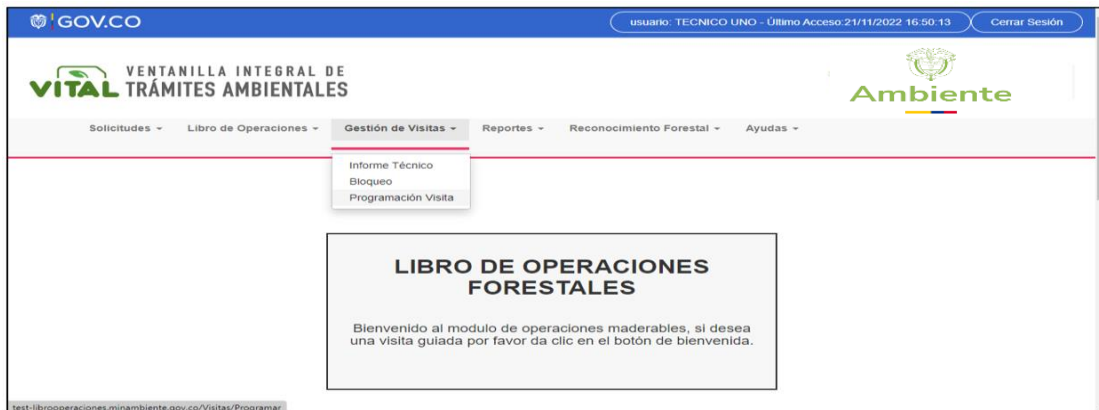 GOV.CO
usuario: TECNICO UNO - Último Acceso:21/11/2022 16:50:13
Cerrar Sesión
VITAL
VENTANILLA INTEGRAL DE
TRÁMITES AMBIENTALES
Ambiente
Solicitudes
Libro de Operaciones
Gestión de Visitas
Reportes
Reconocimiento Forestal
Ayudas
Informe Técnico
Bloqueo
Programación Visita
LIBRO DE OPERACIONES
FORESTALES
Bienvenido al modulo de operaciones maderables, si desea
una visita guiada por favor da clic en el botón de bienvenida.
test-librooperaciones.minambiente.gov.co/Visitas/Programar